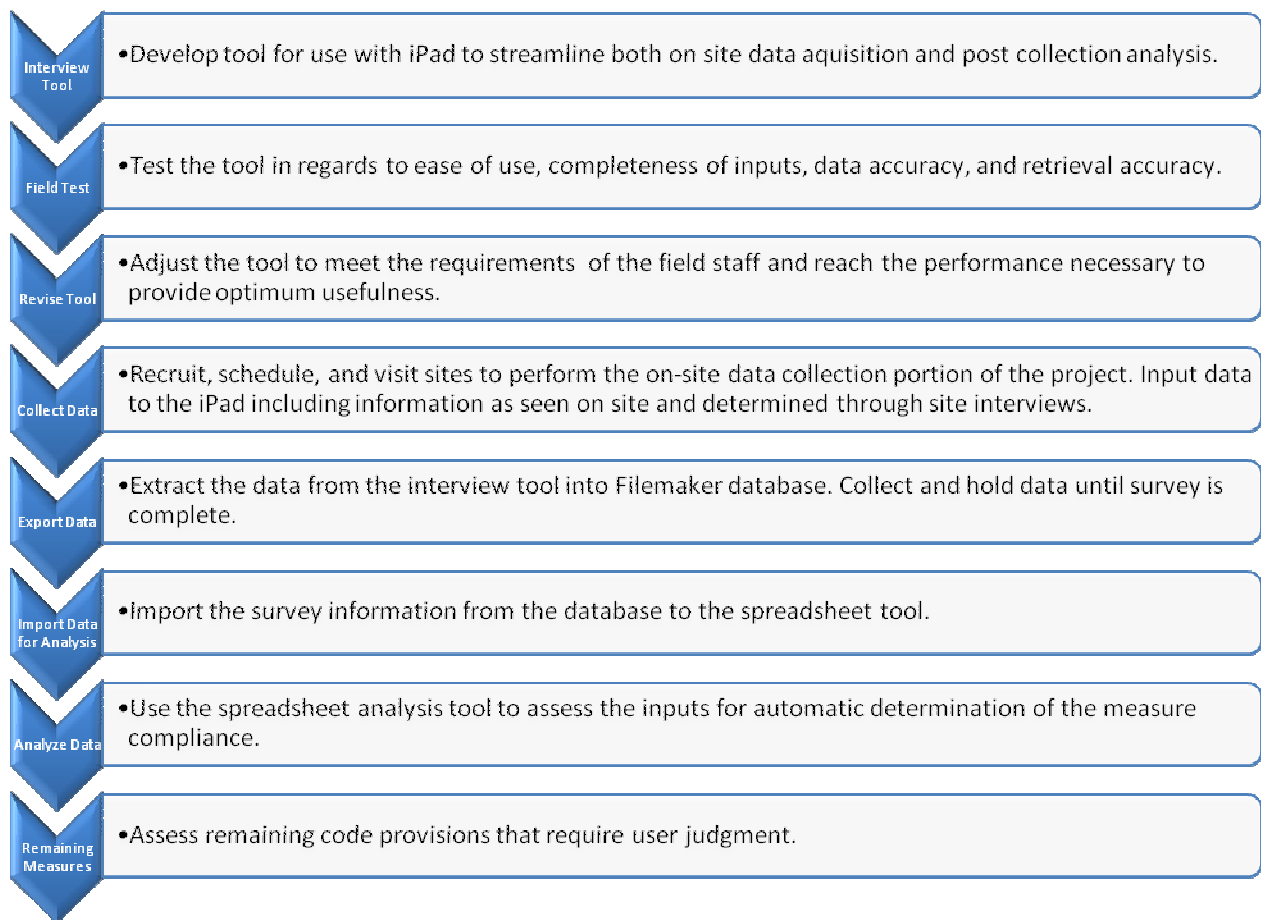 Interview
Tool
•Develop tool for use with iPad to streamline both on site data aquisition and post collection analysis.
Field Test
•Test the tool in regards to ease of use, completeness of inputs, data accuracy, and retrieval accuracy.
Revise Tool
•Adjust the tool to meet the requirements of the field staff and reach the performance necessary to
provide optimum usefulness.
Collect Data
•Recruit, schedule, and visit sites to perform the on-site data collection portion of the project. Input data
to the iPad including information as seen on site and determined through site interviews.
Export Data
•Extract the data from the interview tool into Filemaker database. Collect and hold data until survey is
complete.
Import Data
for Analysis
•Import the survey information from the database to the spreadsheet tool.
Analyze Data
•Use the spreadsheet analysis tool to assess the inputs for automatic determination of the measure
compliance.
Remaining
Measures
•Assess remaining code provisions that require user judgment.